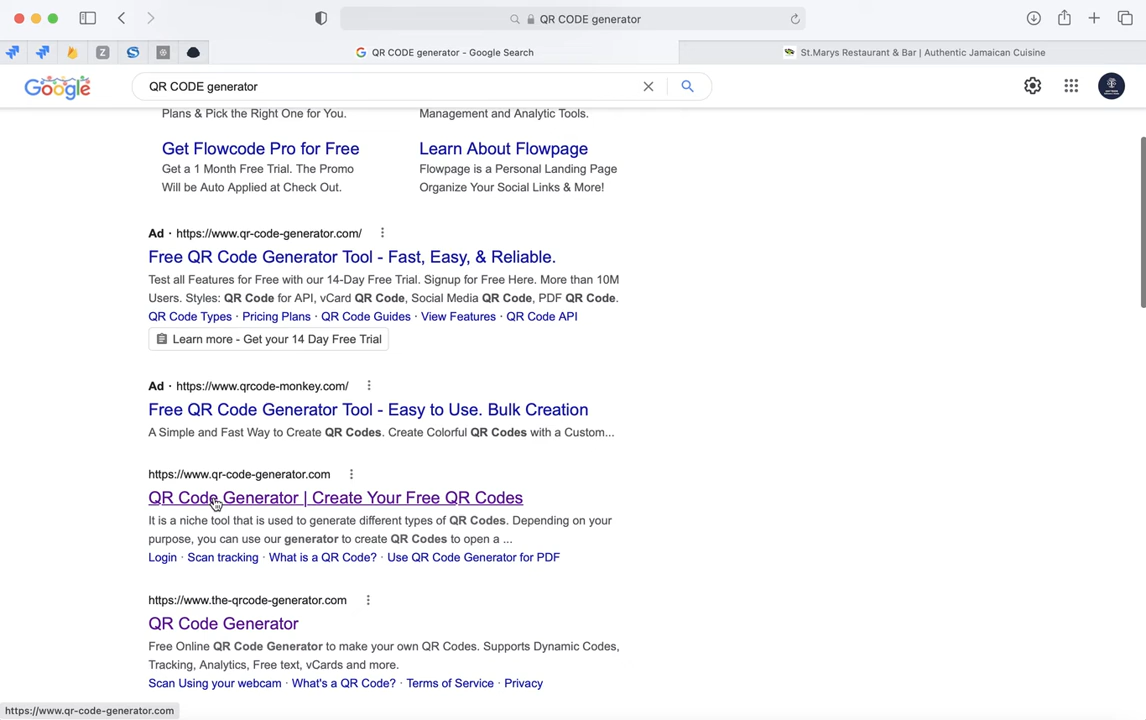 QR CODE generator
QR CODE generator - Google Search
St.Marys Restaurant & Bar | Authentic Jamaican Cuisine
Google
QR CODE generator
Plans & Pick the Right One for You.
Management and Analytic Tools.
Get Flowcode Pro for Free
Learn About Flowpage
Get a 1 Month Free Trial. The Promo
Flowpage is a Personal Landing Page
Will be Auto Applied at Check Out.
Organize Your Social Links & More!
Ad · https://www.qr-code-generator.com/
Free QR Code Generator Tool - Fast, Easy, & Reliable.
Test all Features for Free with our 14-Day Free Trial. Signup for Free Here. More than 10M
Users. Styles: QR Code for API, vCard QR Code, Social Media QR Code, PDF QR Code.
QR Code Types · Pricing Plans · QR Code Guides · View Features · QR Code API
Learn more - Get your 14 Day Free Trial
Ad · https://www.qrcode-monkey.com/
Free QR Code Generator Tool - Easy to Use. Bulk Creation
A Simple and Fast Way to Create QR Codes. Create Colorful QR Codes with a Custom...
https://www.qr-code-generator.com
QR Code Generator | Create Your Free QR Codes
It is a niche tool that is used to generate different types of QR Codes. Depending on your
purpose, you can use our generator to create QR Codes to open a ...
Login · Scan tracking · What is a QR Code? · Use QR Code Generator for PDF
https://www.the-qrcode-generator.com
QR Code Generator
Free Online QR Code Generator to make your own QR Codes. Supports Dynamic Codes,
Tracking, Analytics, Free text, vCards and more.
Scan Using your webcam · What's a QR Code? · Terms of Service · Privacy
https://www.qr-code-generator.com